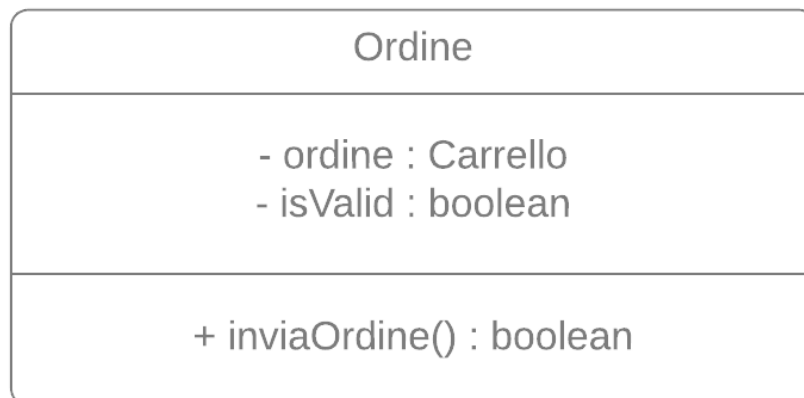 Ordine
- ordine : Carrello
- isValid : boolean
+ inviaOrdine() : boolean